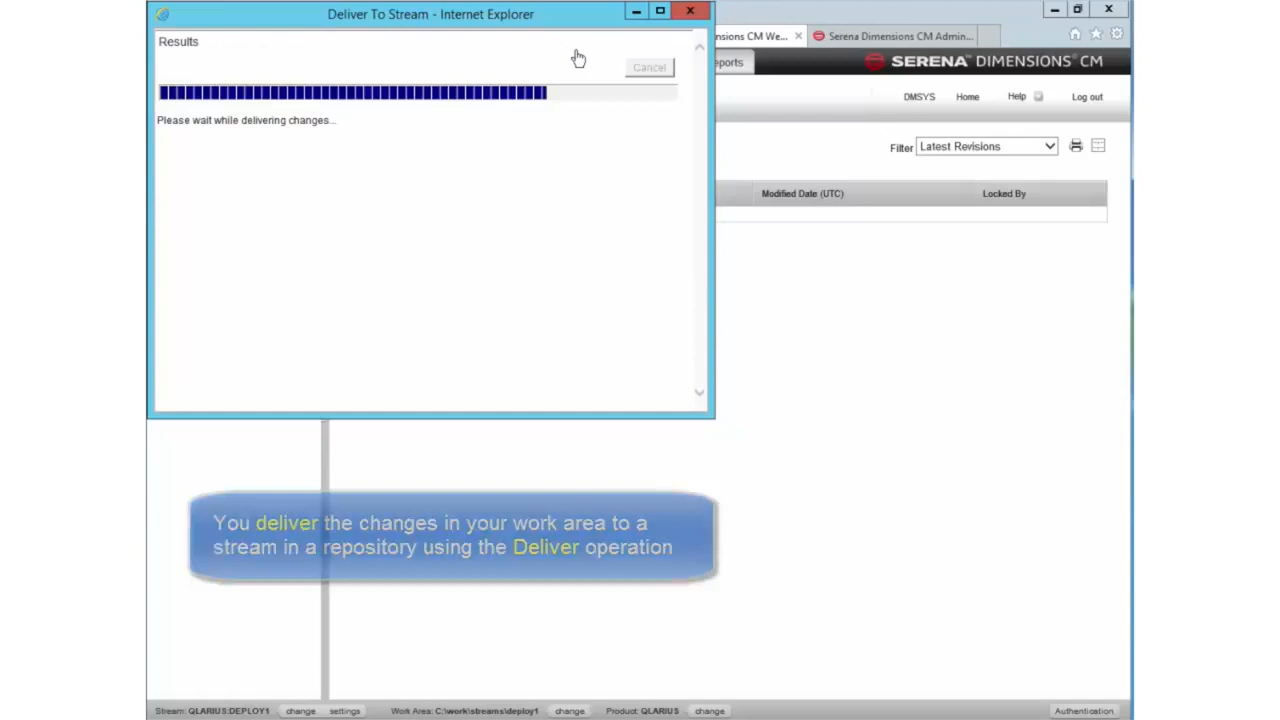 Deliver To Stream - Internet Explorer
Results
Cancel
Please wait while delivering changes...
nsions CM We...
Serena Dimensions CM Admin...
eports
SERENA™ DIMENSIONS® CM
DMSYS Home Help Log out
Filter Latest Revisions
Modified Date (UTC) Locked By
You deliver the changes in your work area to a
stream in a repository using the Deliver operation
Stream: QLARIUS:DEPLOY1 change settings Work Area: C:\work\streams\deploy1 change Product: QLARIUS change Authentication